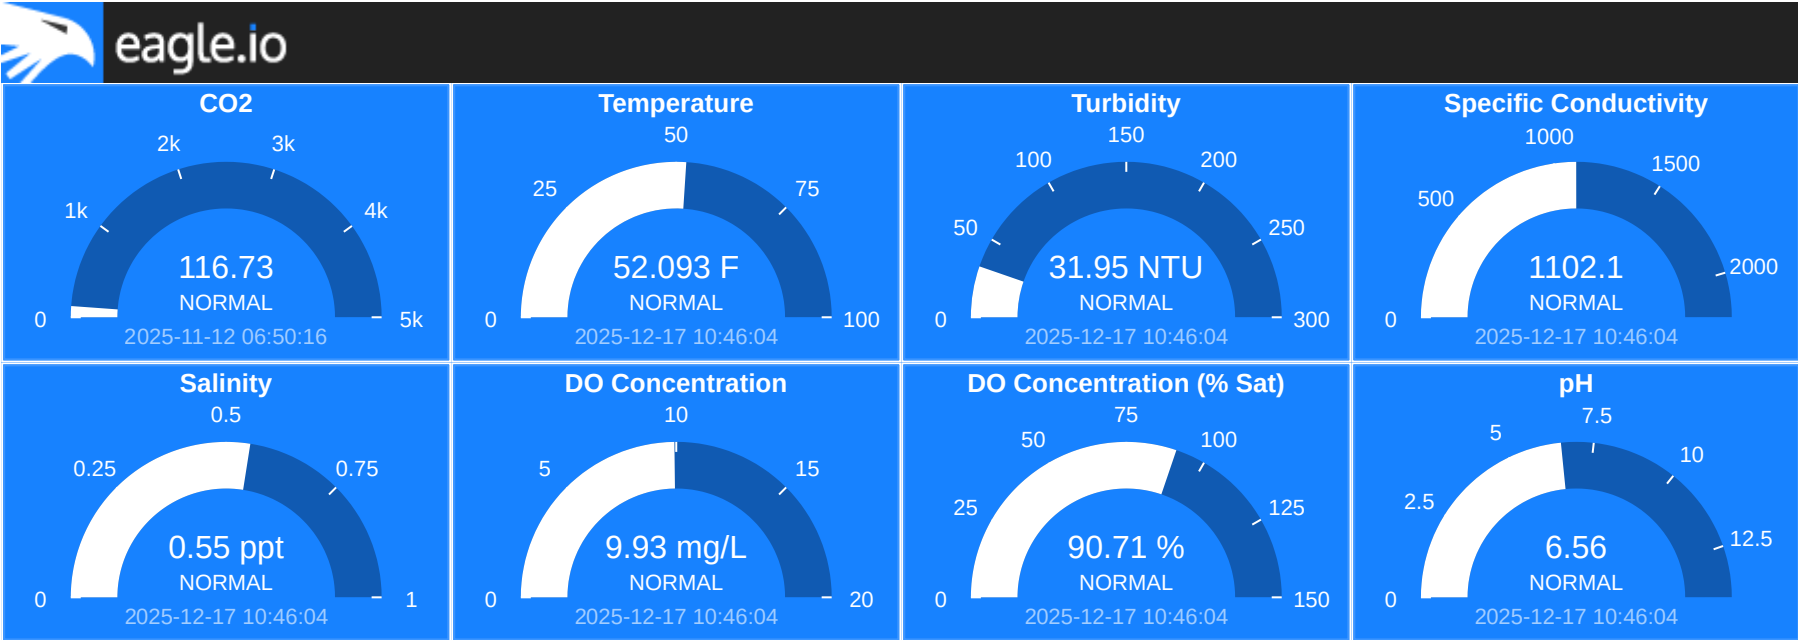 eagle.io
CO2
0
1k
2k
3k
4k
5k
116.73
NORMAL
2025-11-12 06:50:16
Temperature
0
25
50
75
100
52.093 F
NORMAL
2025-12-17 10:46:04
Turbidity
0
50
100
150
200
250
300
31.95 NTU
NORMAL
2025-12-17 10:46:04
Specific Conductivity
0
500
1000
1500
2000
1102.1
NORMAL
2025-12-17 10:46:04
Salinity
0
0.25
0.5
0.75
1
0.55 ppt
NORMAL
2025-12-17 10:46:04
DO Concentration
0
5
10
15
20
9.93 mg/L
NORMAL
2025-12-17 10:46:04
DO Concentration (% Sat)
0
25
50
75
100
125
150
90.71 %
NORMAL
2025-12-17 10:46:04
pH
0
2.5
5
7.5
10
12.5
6.56
NORMAL
2025-12-17 10:46:04